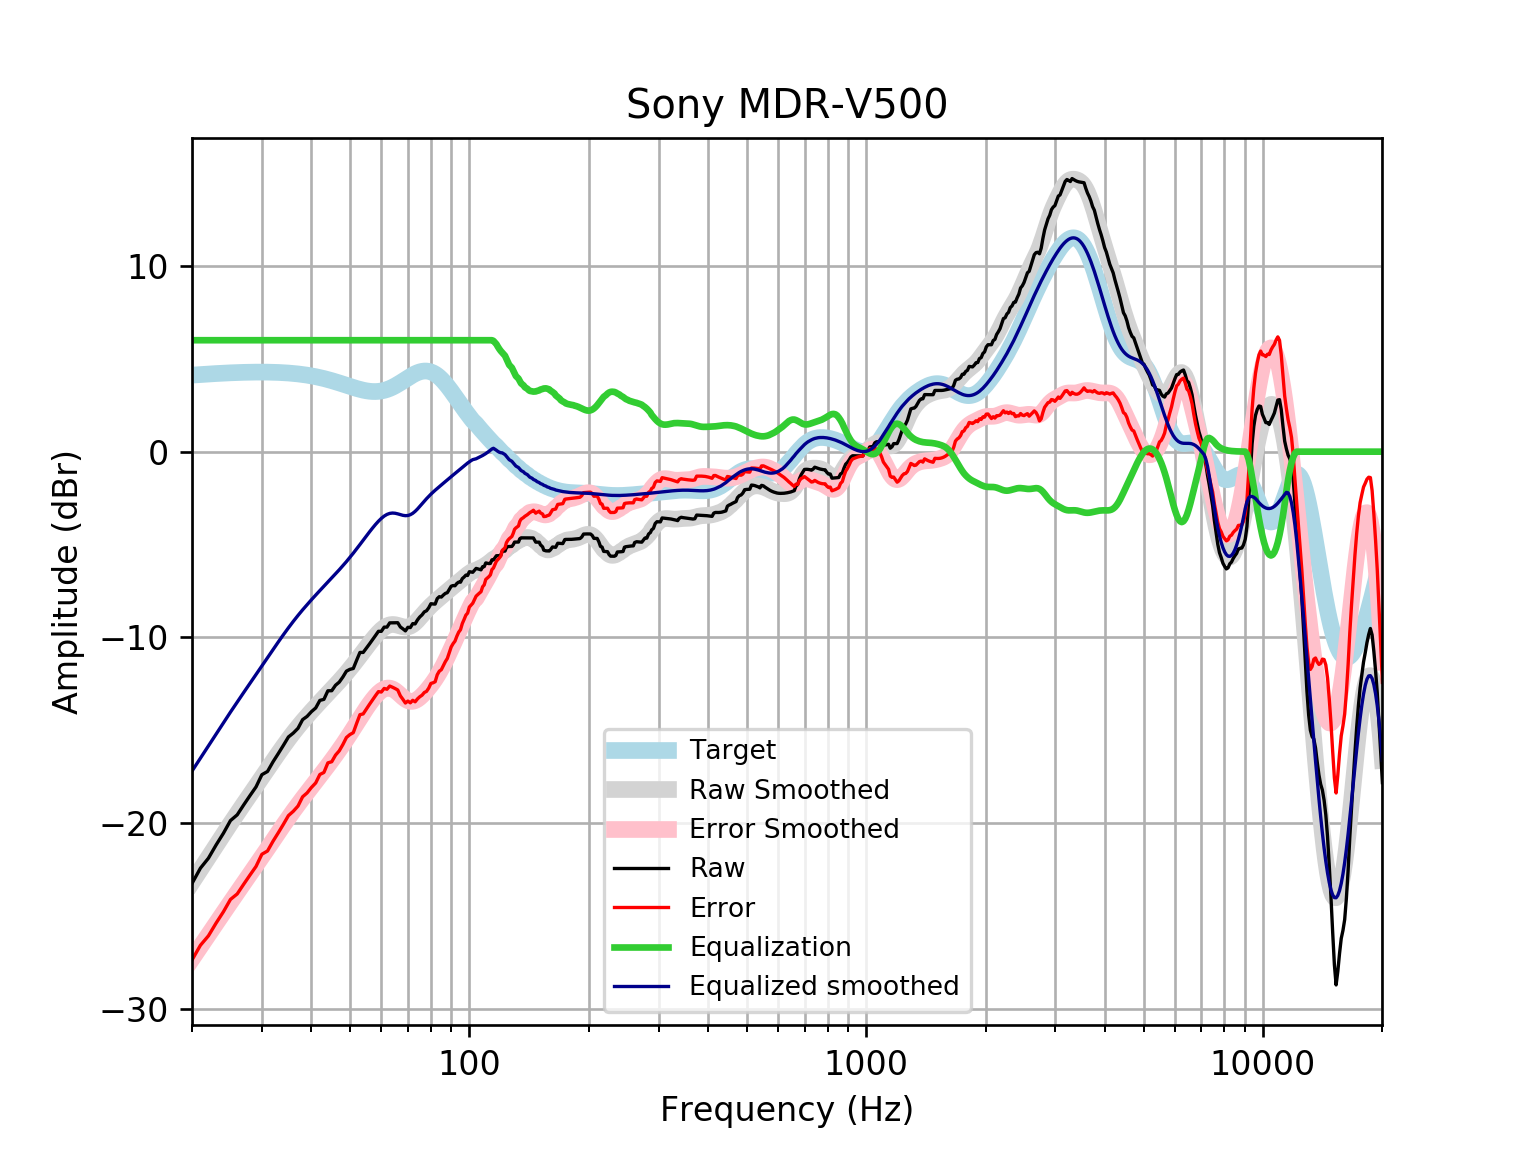 Sony MDR-V500
10
0
−10
−20
−30
Amplitude (dBr)
100
1000
10000
Frequency (Hz)
Target
Raw Smoothed
Error Smoothed
Raw
Error
Equalization
Equalized smoothed